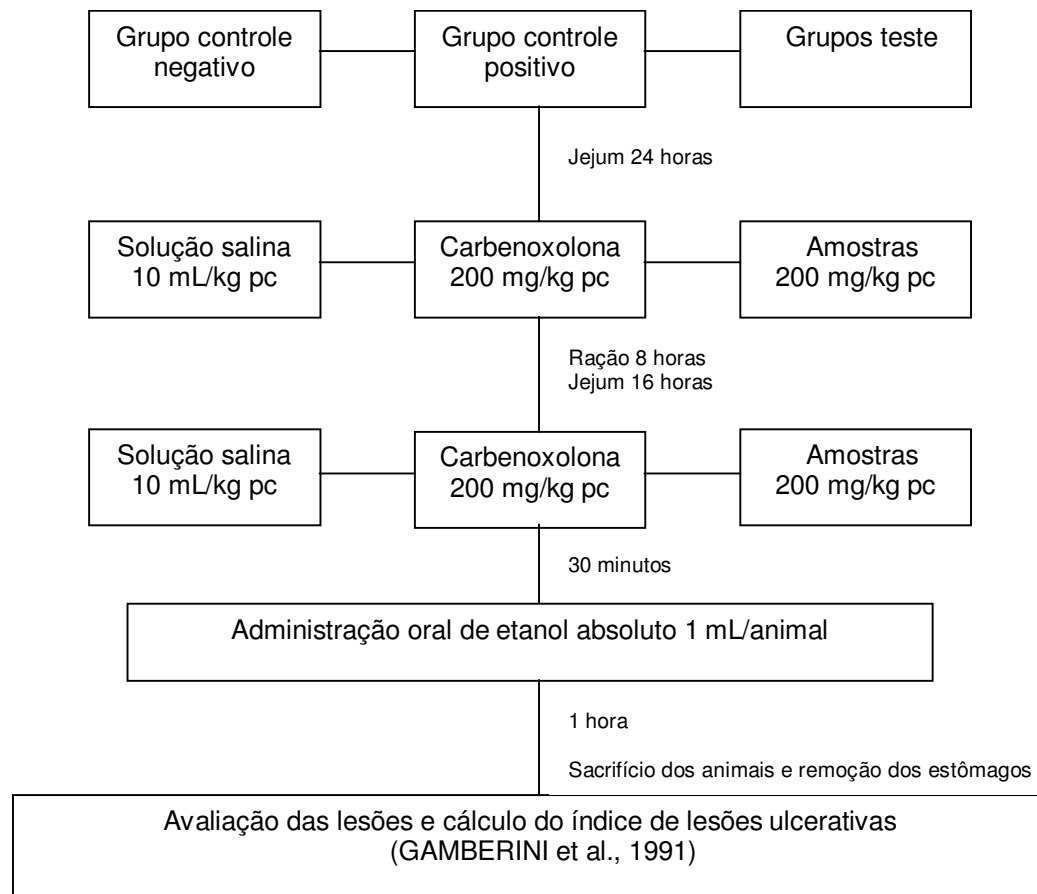 Grupo controle
negativo
Grupo controle
positivo
Grupos teste
Jejum 24 horas
Solução salina
10 mL/kg pc
Carbenoxolona
200 mg/kg pc
Amostras
200 mg/kg pc
Ração 8 horas
Jejum 16 horas
Solução salina
10 mL/kg pc
Carbenoxolona
200 mg/kg pc
Amostras
200 mg/kg pc
30 minutos
Administração oral de etanol absoluto 1 mL/animal
1 hora
Sacrifício dos animais e remoção dos estômagos
Avaliação das lesões e cálculo do índice de lesões ulcerativas
(GAMBERINI et al., 1991)